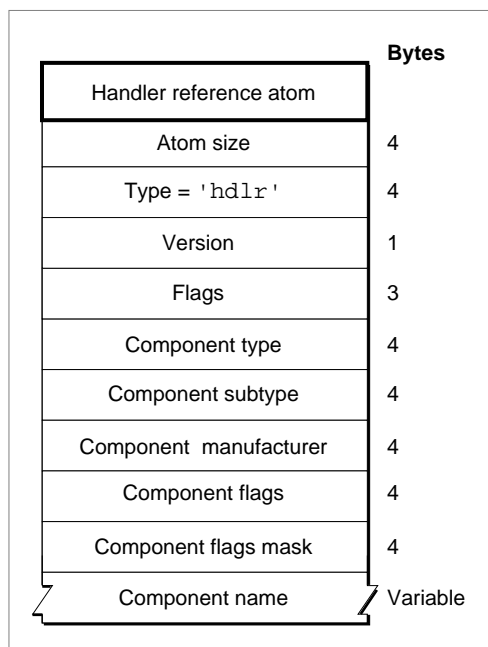 Bytes
Handler reference atom
Atom size 4
Type = 'hdlr' 4
Version 1
Flags 3
Component type 4
Component subtype 4
Component manufacturer 4
Component flags 4
Component flags mask 4
Component name Variable